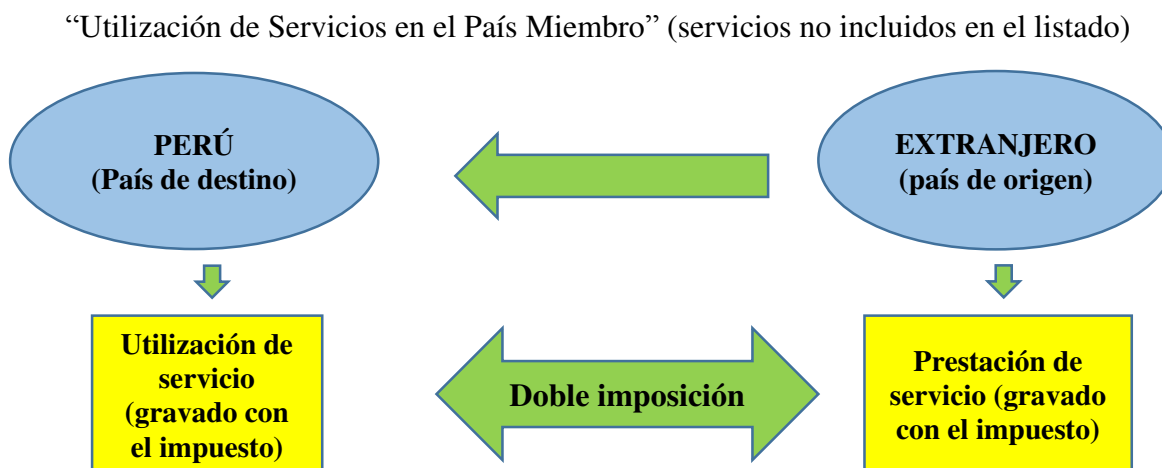 “Utilización de Servicios en el País Miembro” (servicios no incluidos en el listado)
PERÚ
(País de destino)
EXTRANJERO
(país de origen)
Utilización de
servicio
(gravado con
el impuesto)
Doble imposición
Prestación de
servicio (gravado
con el impuesto)